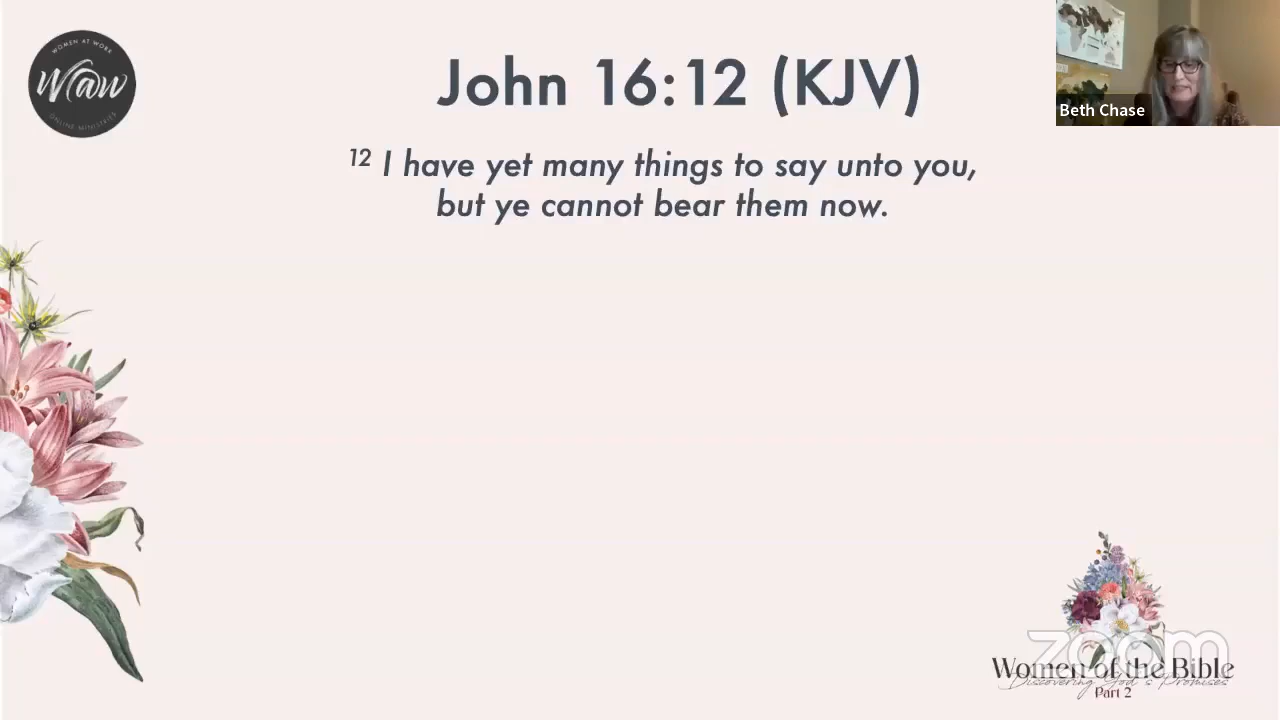 WOMEN AT WORK
W@W
ONLINE MINISTRIES
John 16:12 (KJV)
Beth Chase
12 I have yet many things to say unto you,
but ye cannot bear them now.
zoom
Women of the Bible
Discovering God's Promises
Part 2